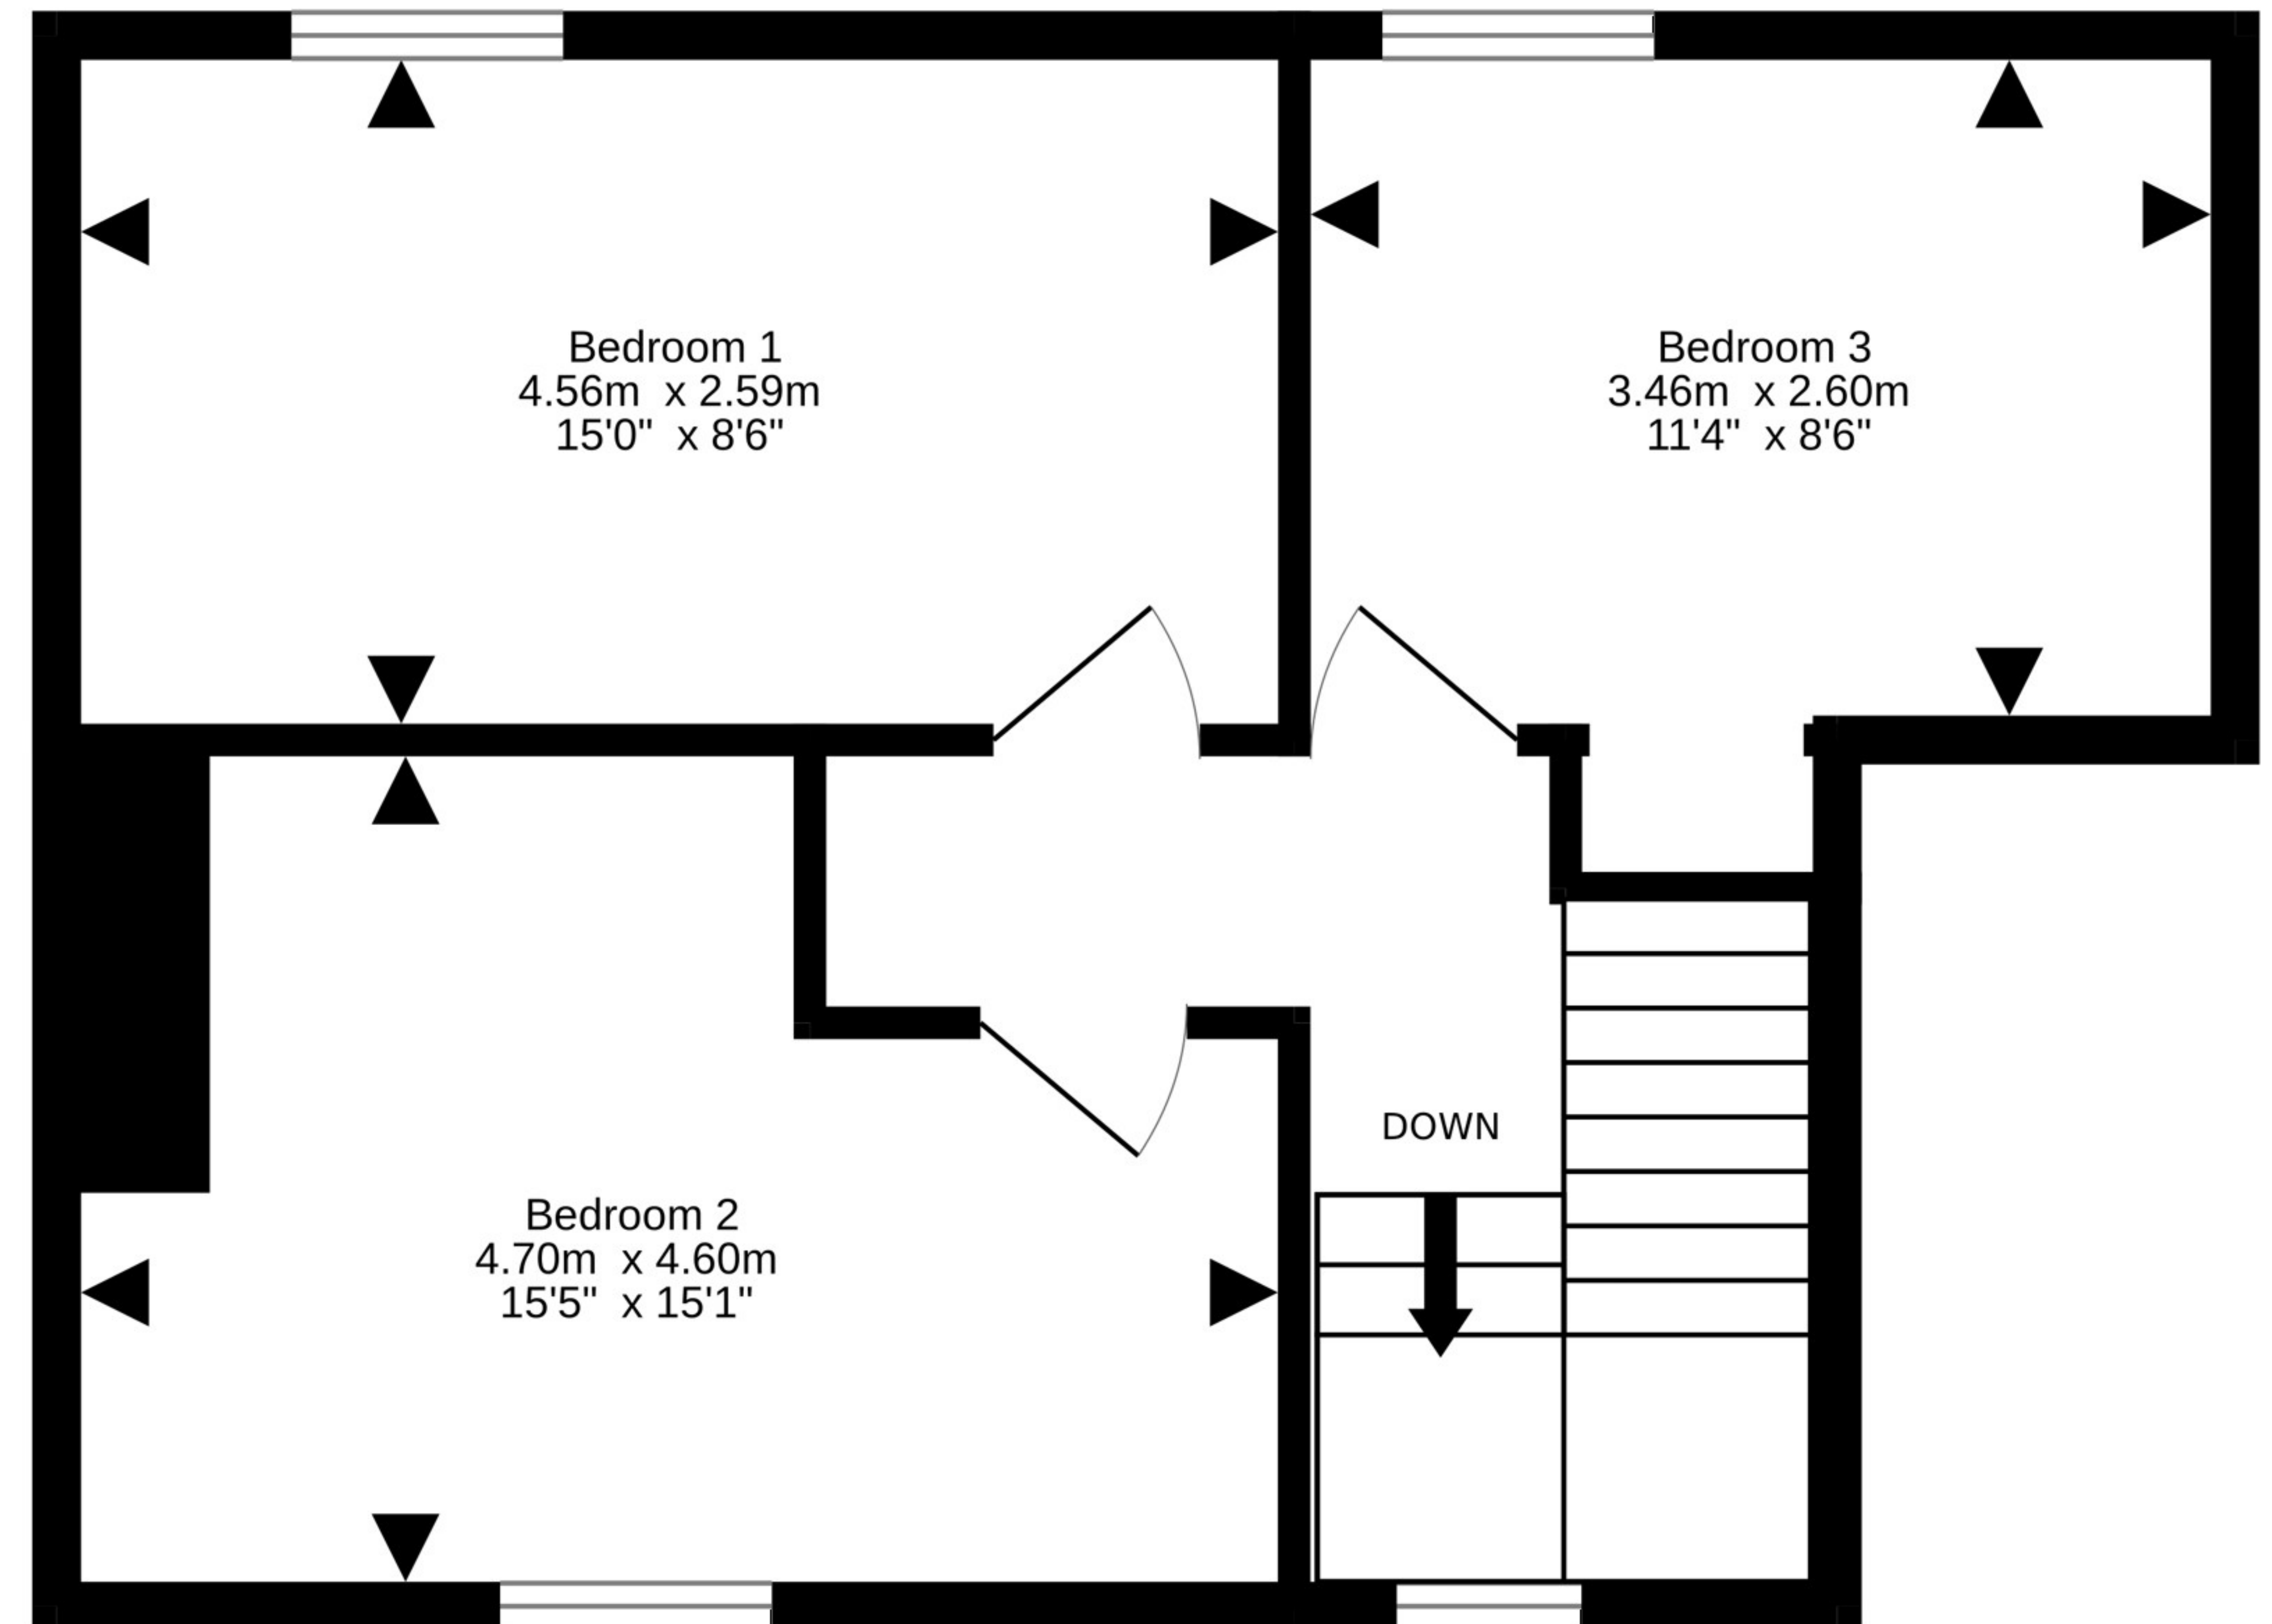 Bedroom 1
4.56m x 2.59m
15'0" x 8'6"
Bedroom 3
3.46m x 2.60m
11'4" x 8'6"
DOWN
Bedroom 2
4.70m x 4.60m
15'5" x 15'1"